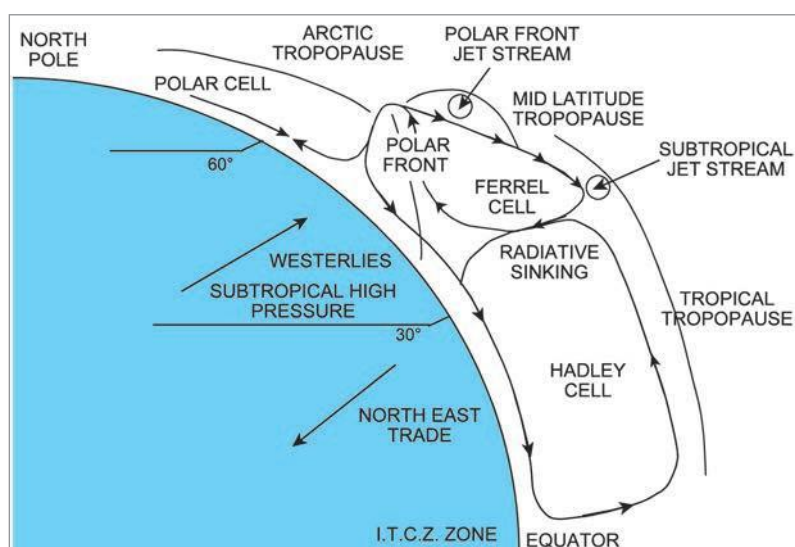 NORTH
POLE
ARCTIC
TROPOPAUSE
POLAR FRONT
JET STREAM
POLAR CELL
MID LATITUDE
TROPOPAUSE
60°
POLAR
FRONT
SUBTROPICAL
JET STREAM
FERREL
CELL
WESTERLIES
RADIATIVE
SINKING
SUBTROPICAL HIGH
PRESSURE
30°
TROPICAL
TROPOPAUSE
HADLEY
CELL
NORTH EAST
TRADE
I.T.C.Z. ZONE
EQUATOR